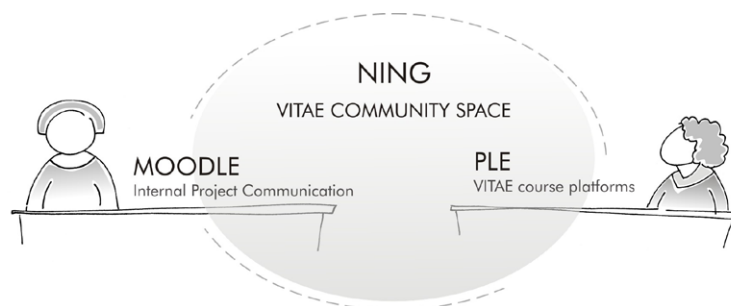 NING
VITAE COMMUNITY SPACE
MOODLE
Internal Project Communication
PLE
VITAE course platforms